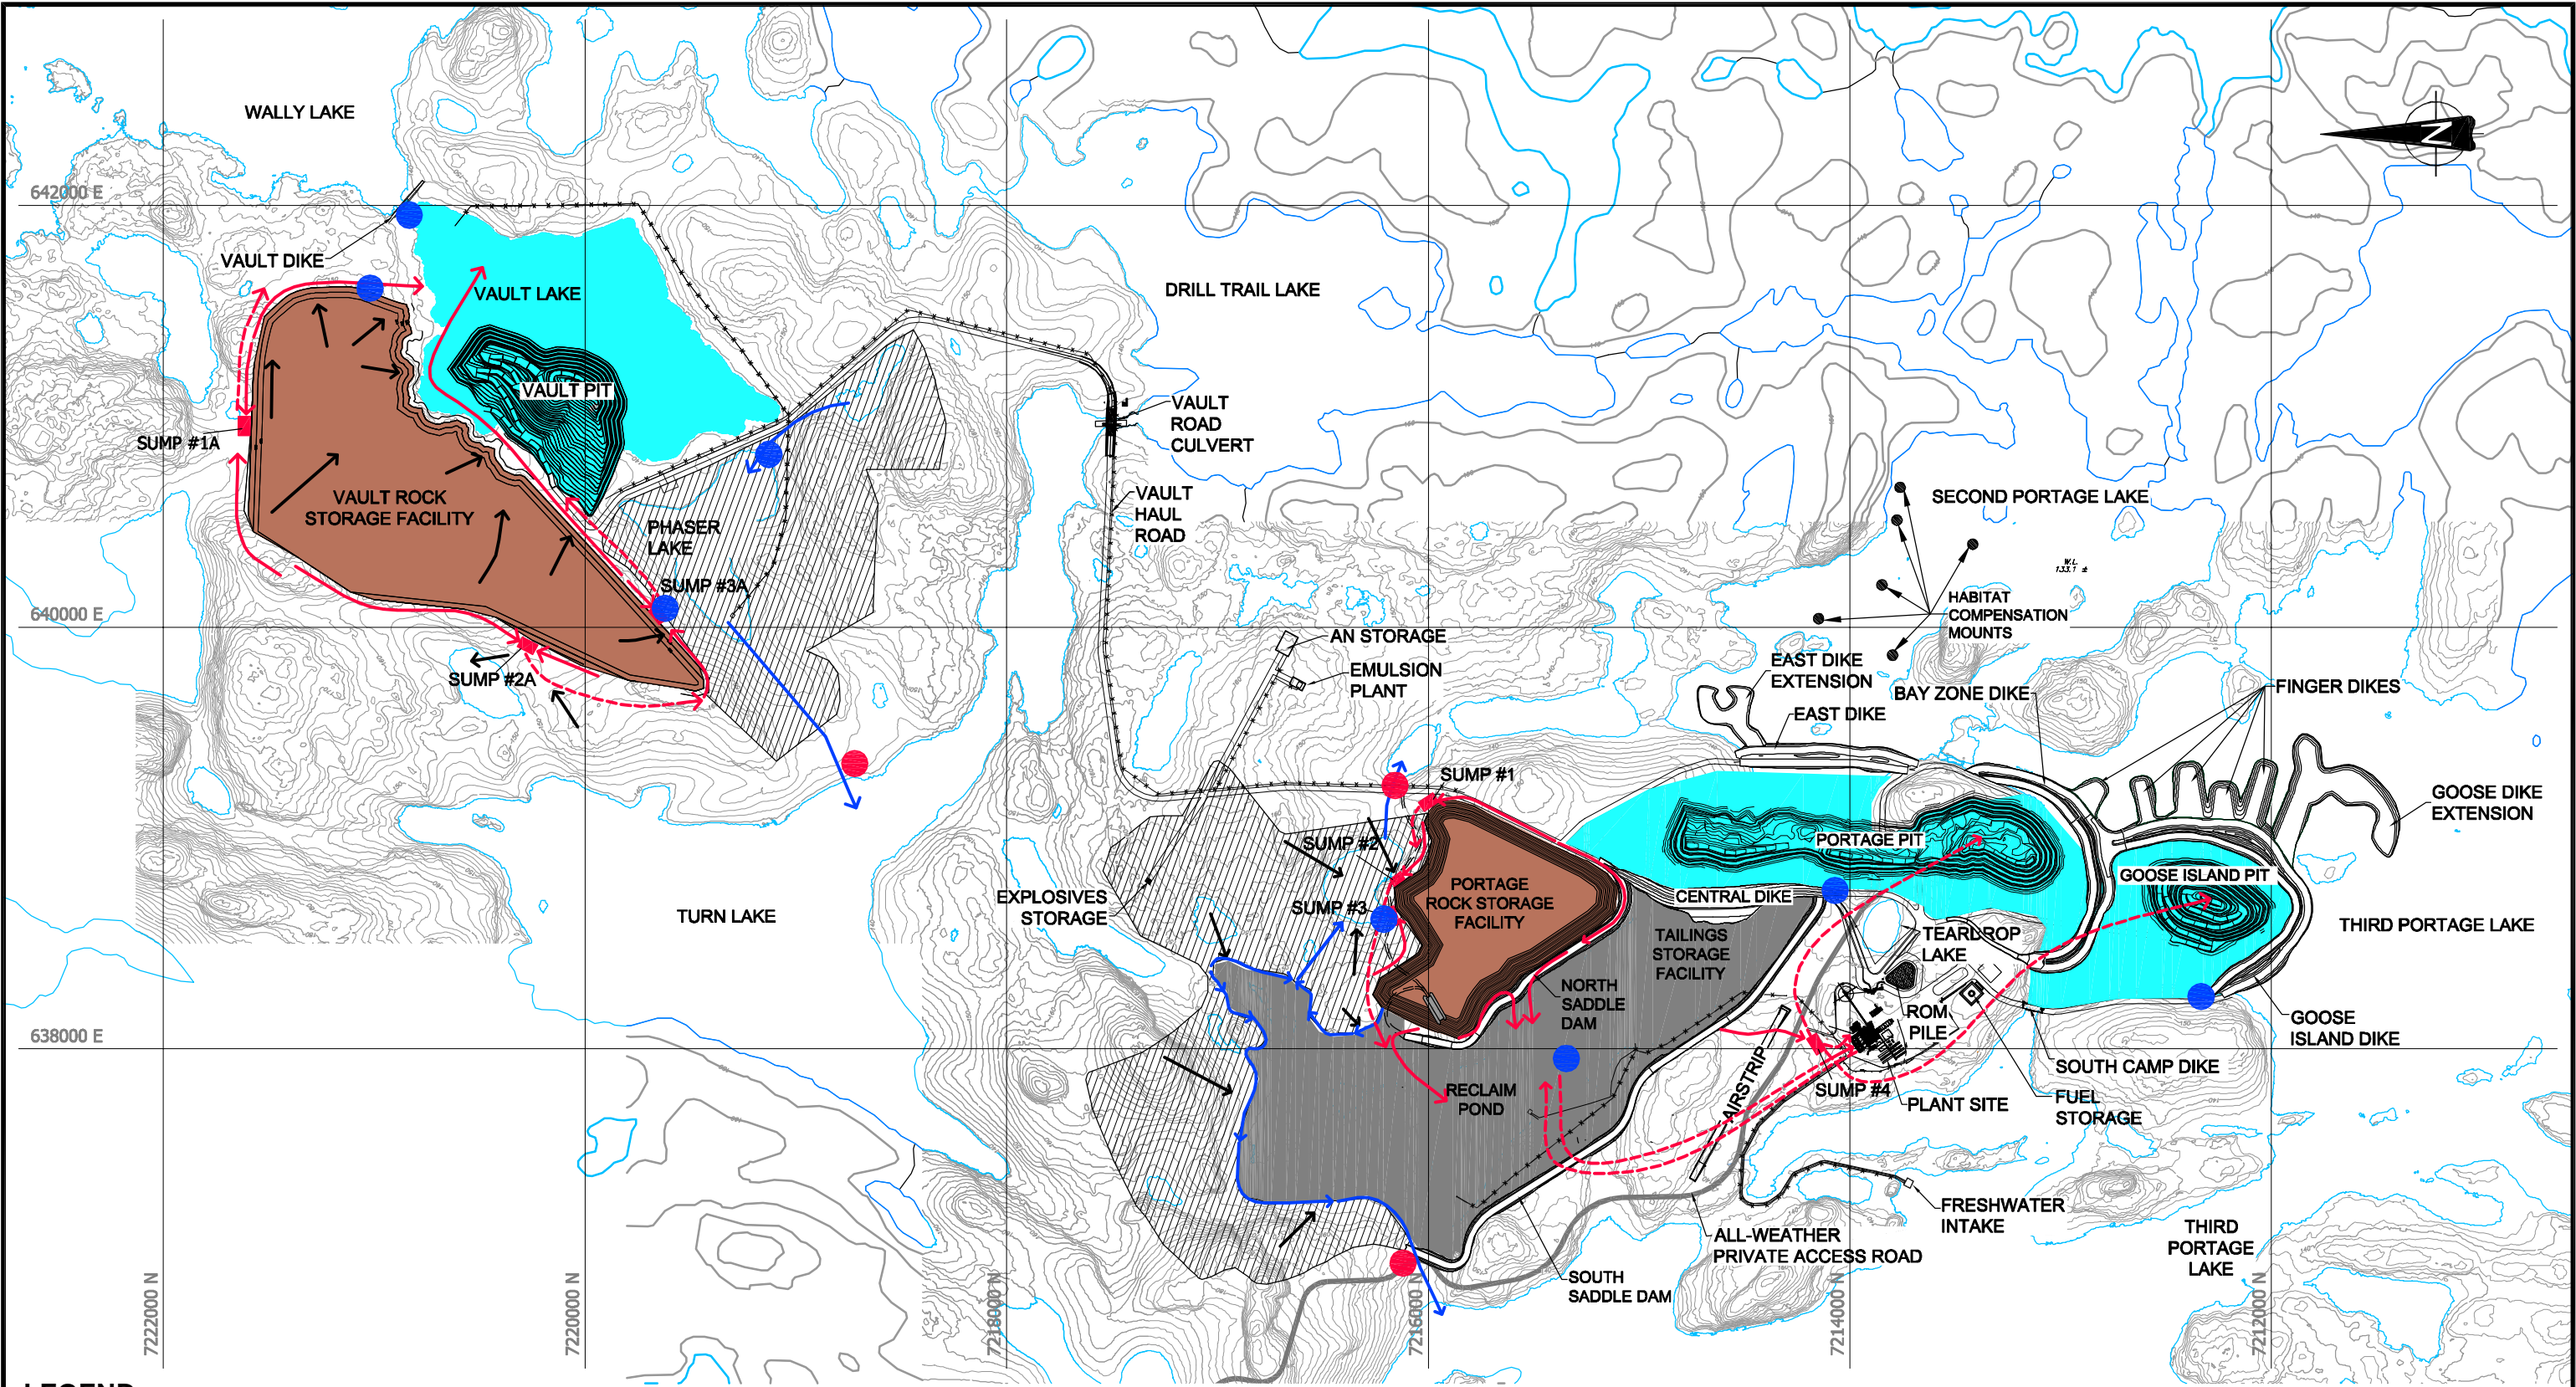 WALLY LAKE
N
642000 E
VAULT DIKE
VAULT LAKE
DRILL TRAIL LAKE
VAULT PIT
VAULT
ROAD
CULVERT
SUMP #1A
VAULT ROCK
STORAGE FACILITY
VAULT
HAUL
ROAD
SECOND PORTAGE LAKE
PHASER
LAKE
W.L.
133.1 ±
SUMP #3A
HABITAT
COMPENSATION
MOUNTS
640000 E
AN STORAGE
EMULSION
PLANT
EAST DIKE
EXTENSION
SUMP #2A
BAY ZONE DIKE
FINGER DIKES
EAST DIKE
SUMP #1
GOOSE DIKE
EXTENSION
SUMP #2
PORTAGE PIT
GOOSE ISLAND PIT
PORTAGE
ROCK STORAGE
FACILITY
EXPLOSIVES
STORAGE
CENTRAL DIKE
SUMP #3
TURN LAKE
THIRD PORTAGE LAKE
TAILINGS
STORAGE
FACILITY
TEARDROP
LAKE
NORTH
SADDLE
DAM
ROM
PILE
GOOSE
ISLAND DIKE
638000 E
SOUTH CAMP DIKE
RECLAIM
POND
AIRSTRIP
SUMP #4
PLANT SITE
FUEL
STORAGE
FRESHWATER
INTAKE
ALL-WEATHER
PRIVATE ACCESS ROAD
THIRD
PORTAGE
LAKE
SOUTH
SADDLE DAM
7222000 N
7220000 N
7218000 N
7216000 N
7214000 N
7212000 N
LEGEND